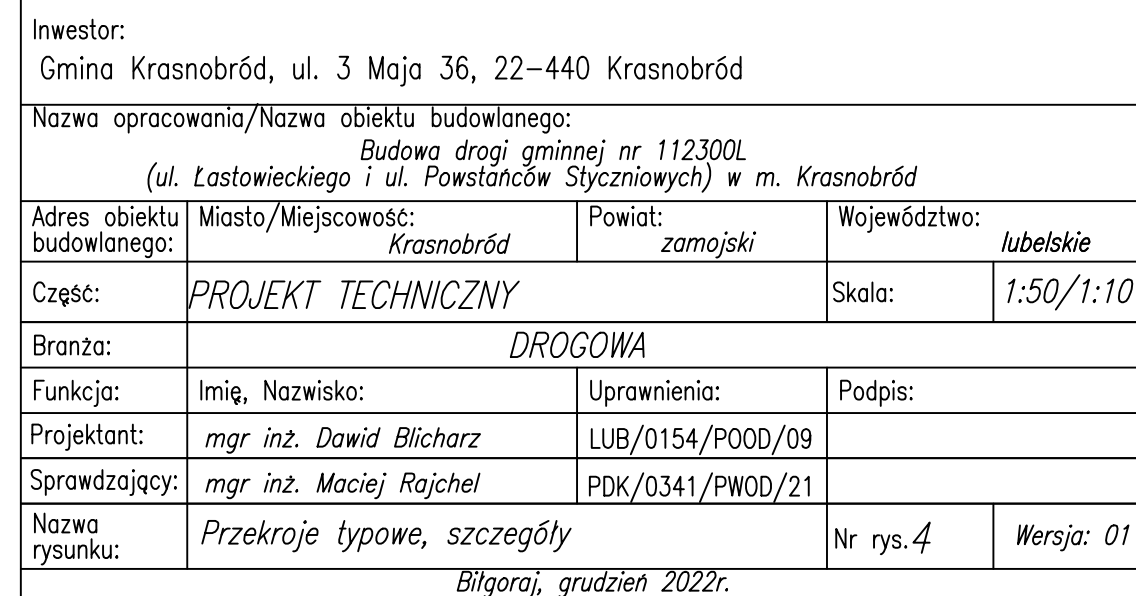 Inwestor:
Gmina Krasnobród, ul. 3 Maja 36, 22-440 Krasnobród
Nazwa opracowania/Nazwa obiektu budowlanego:
Budowa drogi gminnej nr 112300L
(ul. Łastowieckiego i ul. Powstańców Styczniowych) w m. Krasnobród
Adres obiektu budowlanego:
Miasto/Miejscowość:
Krasnobród
Powiat:
zamojski
Województwo:
lubelskie
Część:
PROJEKT TECHNICZNY
Skala:
1:50/1:10
Branża:
DROGOWA
Funkcja:
Imię, Nazwisko:
Uprawnienia:
Podpis:
Projektant:
mgr inż. Dawid Blicharz
LUB/0154/POOD/09
Sprawdzający:
mgr inż. Maciej Rajchel
PDK/0341/PWOD/21
Nazwa rysunku:
Przekroje typowe, szczegóły
Nr rys.4
Wersja: 01
Biłgoraj, grudzień 2022r.